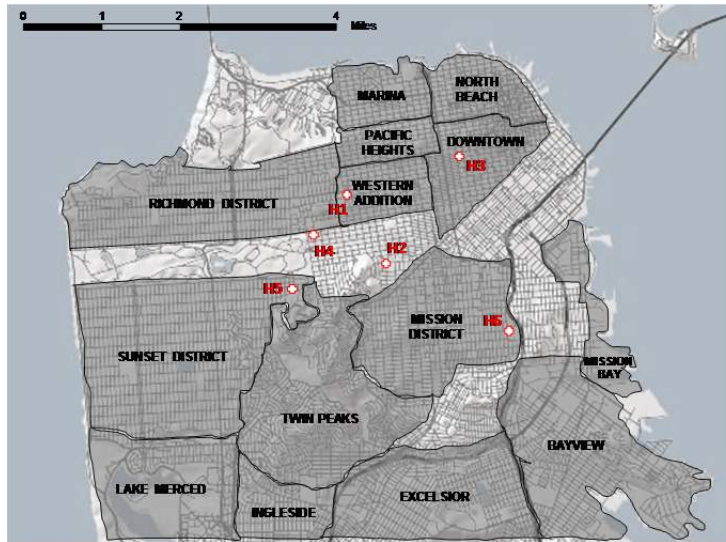 0 1 2 4
Miles
MARINA
NORTH
BEACH
PACIFIC
HEIGHTS
DOWNTOWN
H3
WESTERN
ADDITION
RICHMOND DISTRICT
H1
H4
H2
H5
MISSION
DISTRICT
H6
SUNSET DISTRICT
MISSION
BAY
TWIN PEAKS
BAYVIEW
LAKE MERCED
EXCELSIOR
INGLESIDE